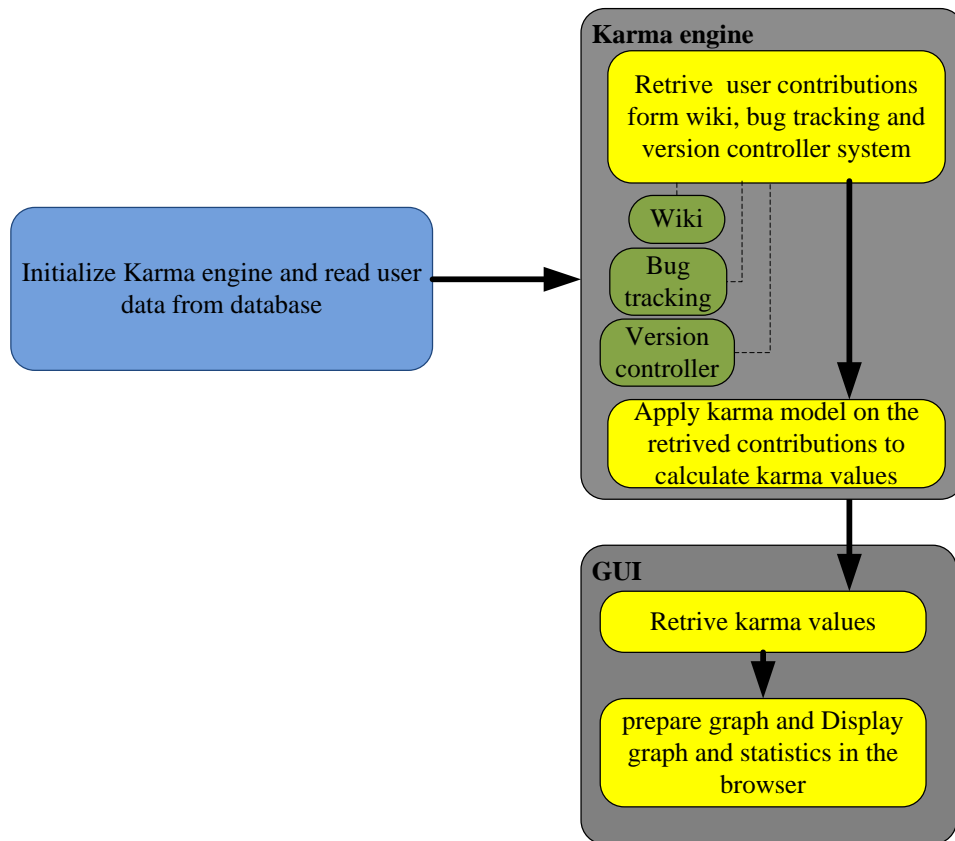 Karma engine
Retrive user contributions
form wiki, bug tracking and
version controller system
Wiki
Bug
tracking
Version
controller
Initialize Karma engine and read user
data from database
Apply karma model on the
retrived contributions to
calculate karma values
GUI
Retrive karma values
prepare graph and Display
graph and statistics in the
browser